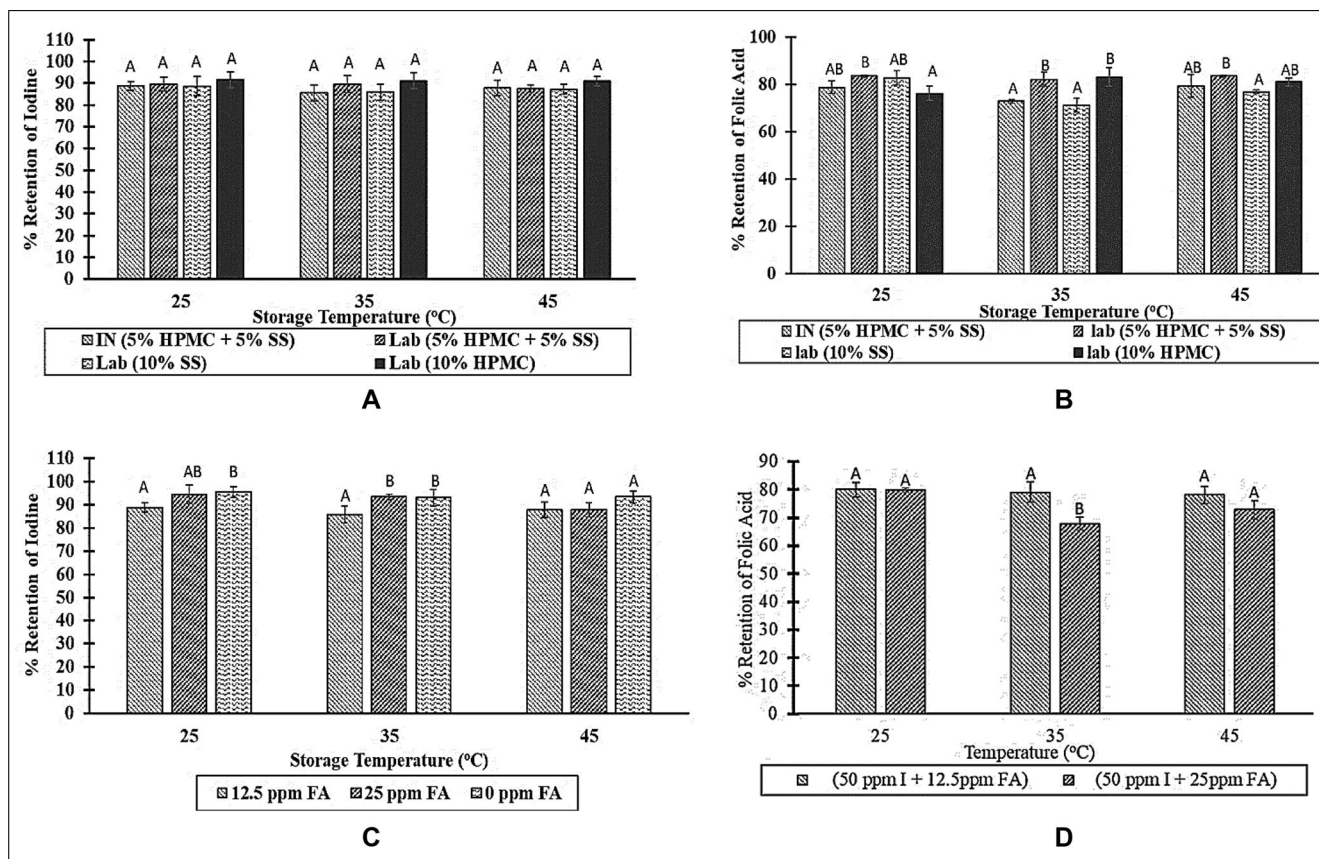 % Retention of Iodine
110
100
90
80
70
60
50
40
30
20
10
0
A A A A A A A A A A A A
25 35 45
Storage Temperature (ºC)
IN (5% HPMC + 5% SS) Lab (5% HPMC + 5% SS)
Lab (10% SS) Lab (10% HPMC)
A
% Retention of Folic Acid
100
80
60
40
20
0
AB B AB A A B A B AB B A AB
25 35 45
Storage Temperature (ºC)
IN (5% HPMC + 5% SS) lab (5% HPMC + 5% SS)
lab (10% SS) lab (10% HPMC)
B
% Retention of Iodine
110
100
90
80
70
60
50
40
30
20
10
0
A AB B A B B A A A
25 35 45
Storage Temperature (ºC)
12.5 ppm FA 25 ppm FA 0 ppm FA
C
% Retention of Folic Acid
90
80
70
60
50
40
30
20
10
0
A A A B A A
25 35 45
Temperature (ºC)
(50 ppm I + 12.5ppm FA) (50 ppm I + 25ppm FA)
D